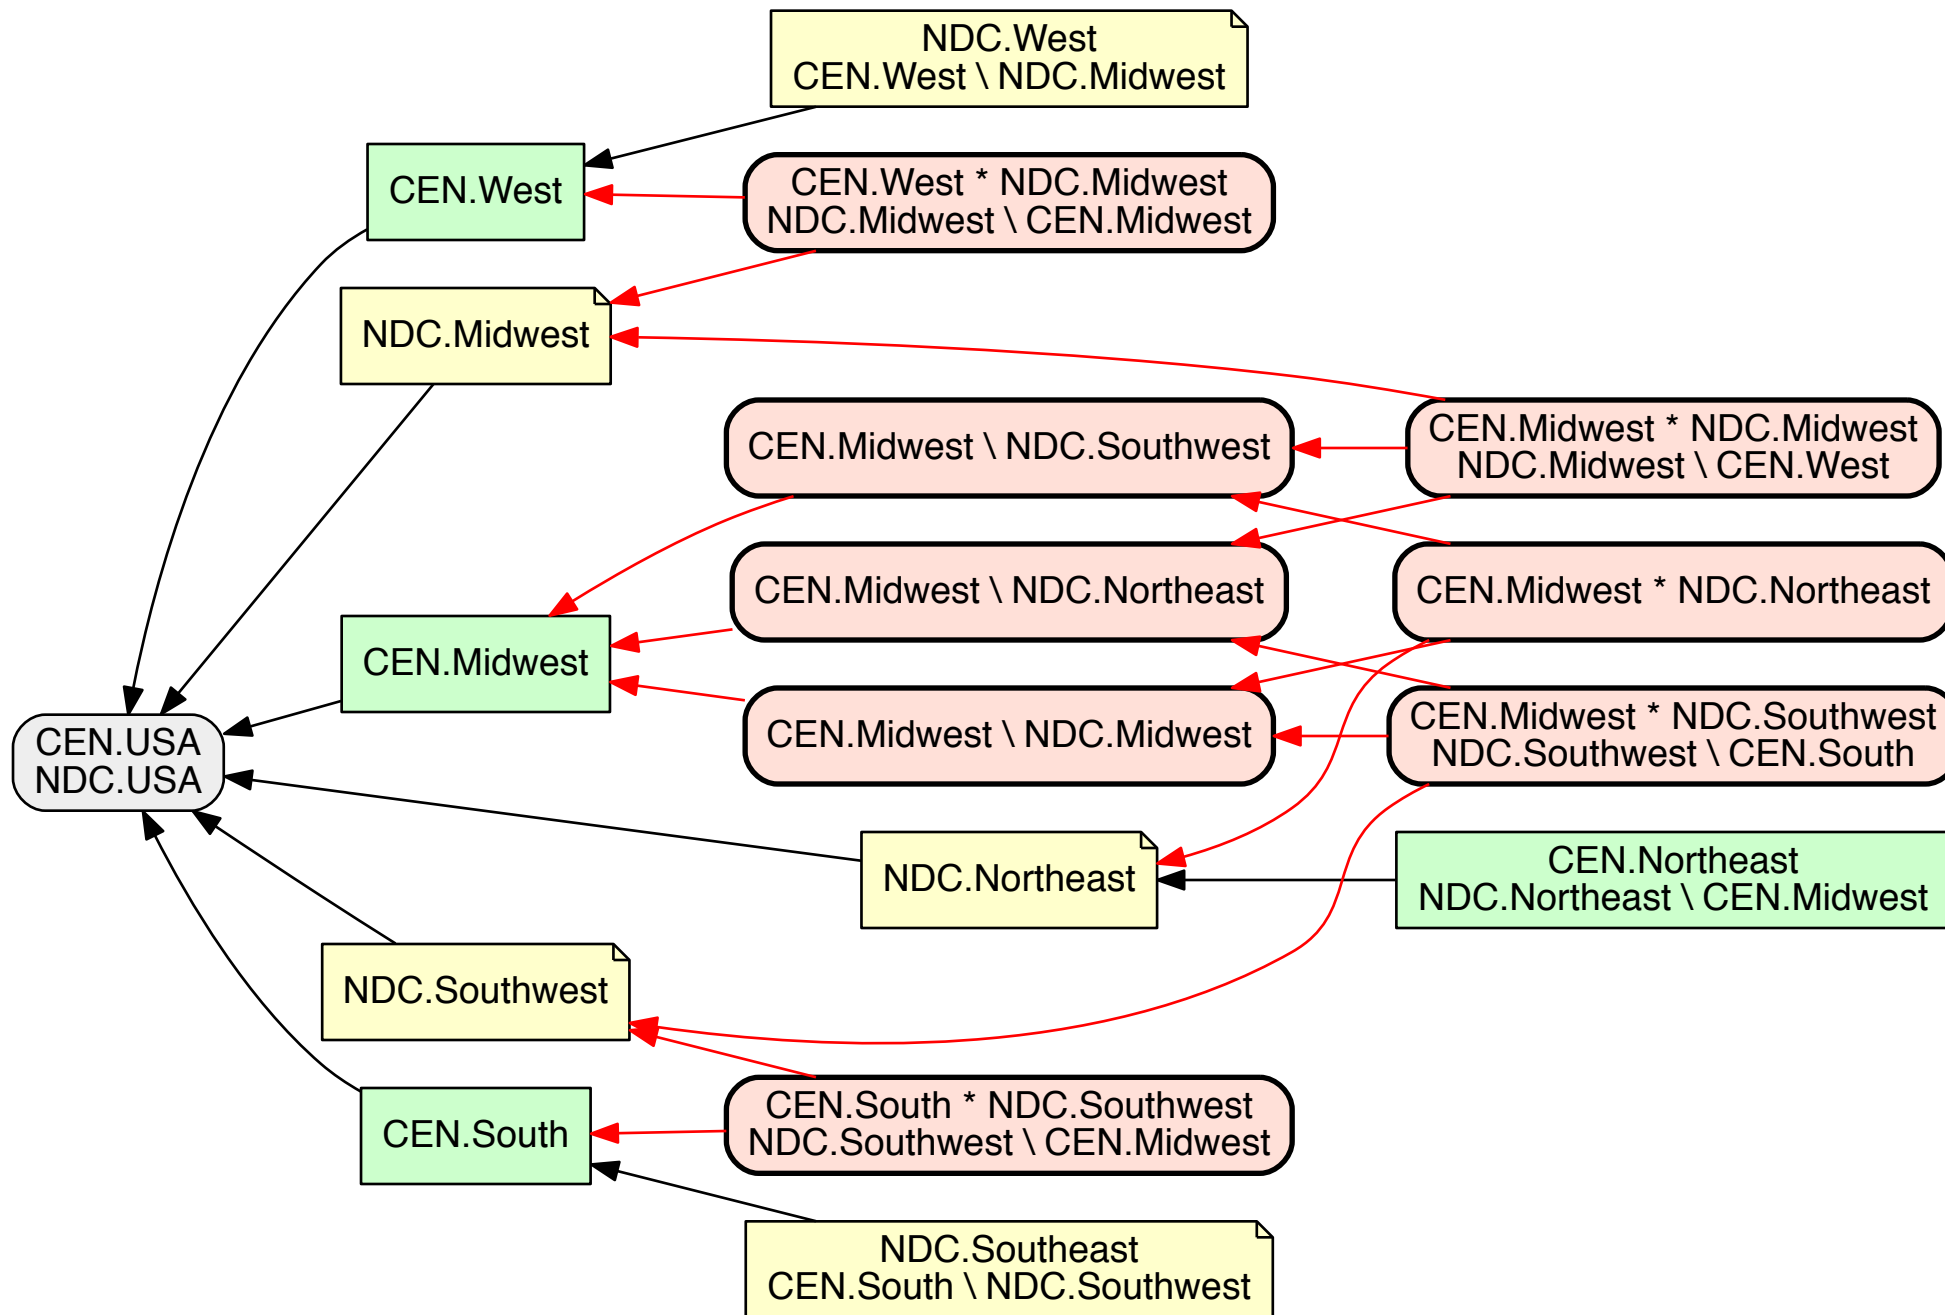 NDC.West
CEN.West \ NDC.Midwest
CEN.West
CEN.West * NDC.Midwest
NDC.Midwest \ CEN.Midwest
NDC.Midwest
CEN.Midwest \ NDC.Southwest
CEN.Midwest * NDC.Midwest
NDC.Midwest \ CEN.West
CEN.Midwest \ NDC.Northeast
CEN.Midwest * NDC.Northeast
CEN.Midwest
CEN.Midwest \ NDC.Midwest
CEN.Midwest * NDC.Southwest
NDC.Southwest \ CEN.South
CEN.USA
NDC.USA
NDC.Northeast
CEN.Northeast
NDC.Northeast \ CEN.Midwest
NDC.Southwest
CEN.South
CEN.South * NDC.Southwest
NDC.Southwest \ CEN.Midwest
NDC.Southeast
CEN.South \ NDC.Southwest